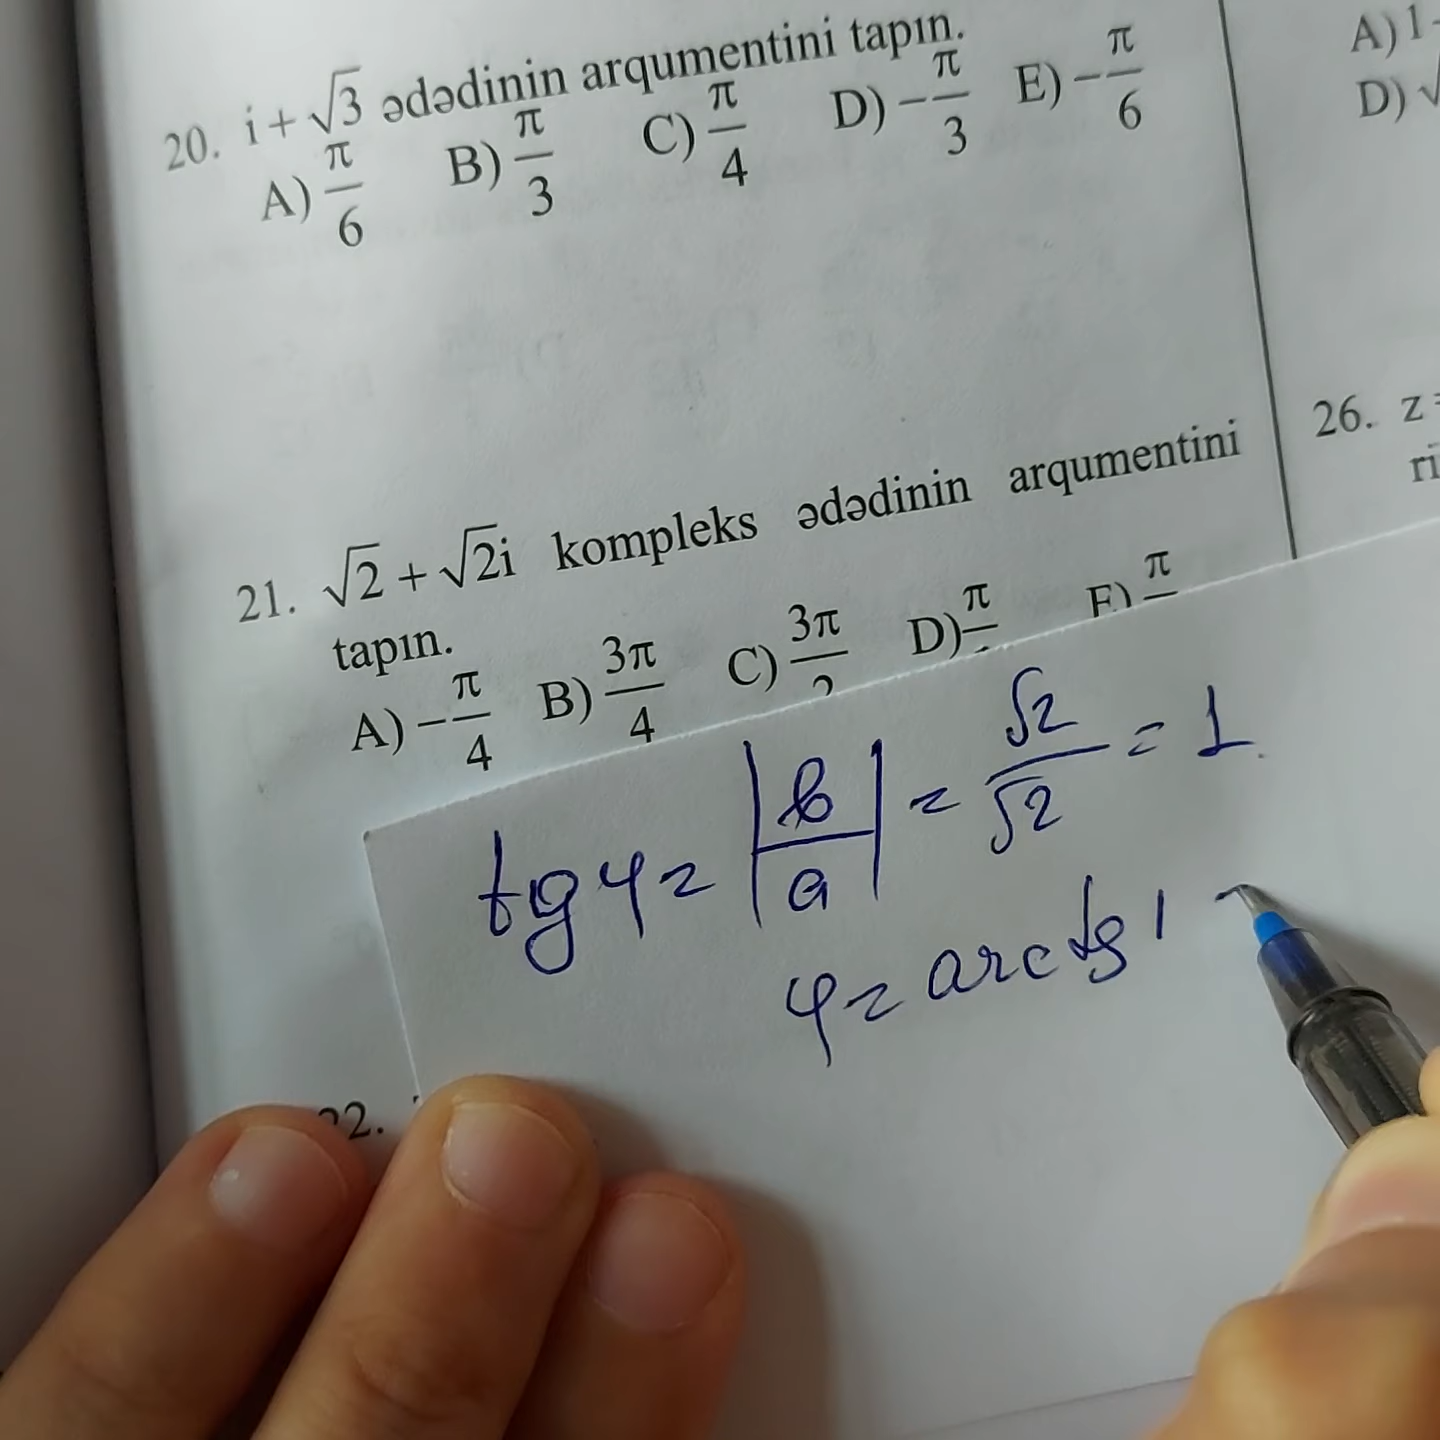 20. i + √3 ədədinin arqumentini tapın.
A) π/6 B) π/3 C) π/4 D) -π/3 E) -π/6
21. √2 + √2i kompleks ədədinin arqumentini
tapın.
A) -π/4 B) 3π/4 C) 3π/ D) π/ E) π/
tg φ = |b/a| = √2/√2 = 1
φ = arctg 1
22.
A) 1
D) √
26. z =
ri